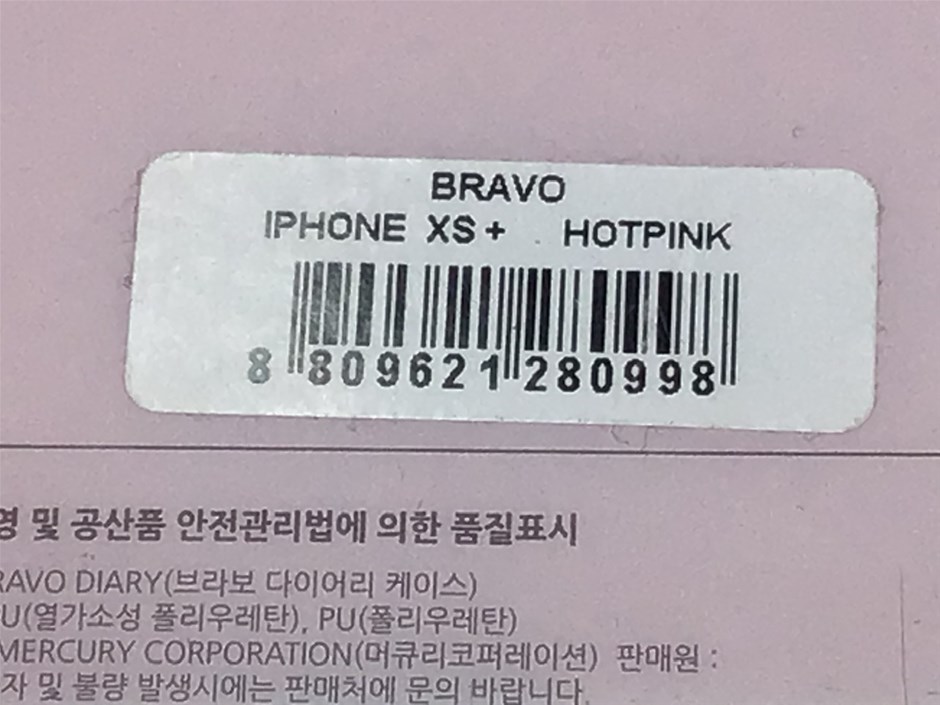 BRAVO
IPHONE XS+ HOTPINK
8 809621 280998
및 공산품 안전관리법에 의한 품질표시
DIARY(브라보 다이어리 케이스)
(열가소성 폴리우레탄), PU(폴리우레탄)
MERCURY CORPORATION(머큐리코퍼레이션) 판매원 :
및 불량 발생시에는 판매처에 문의 바랍니다.